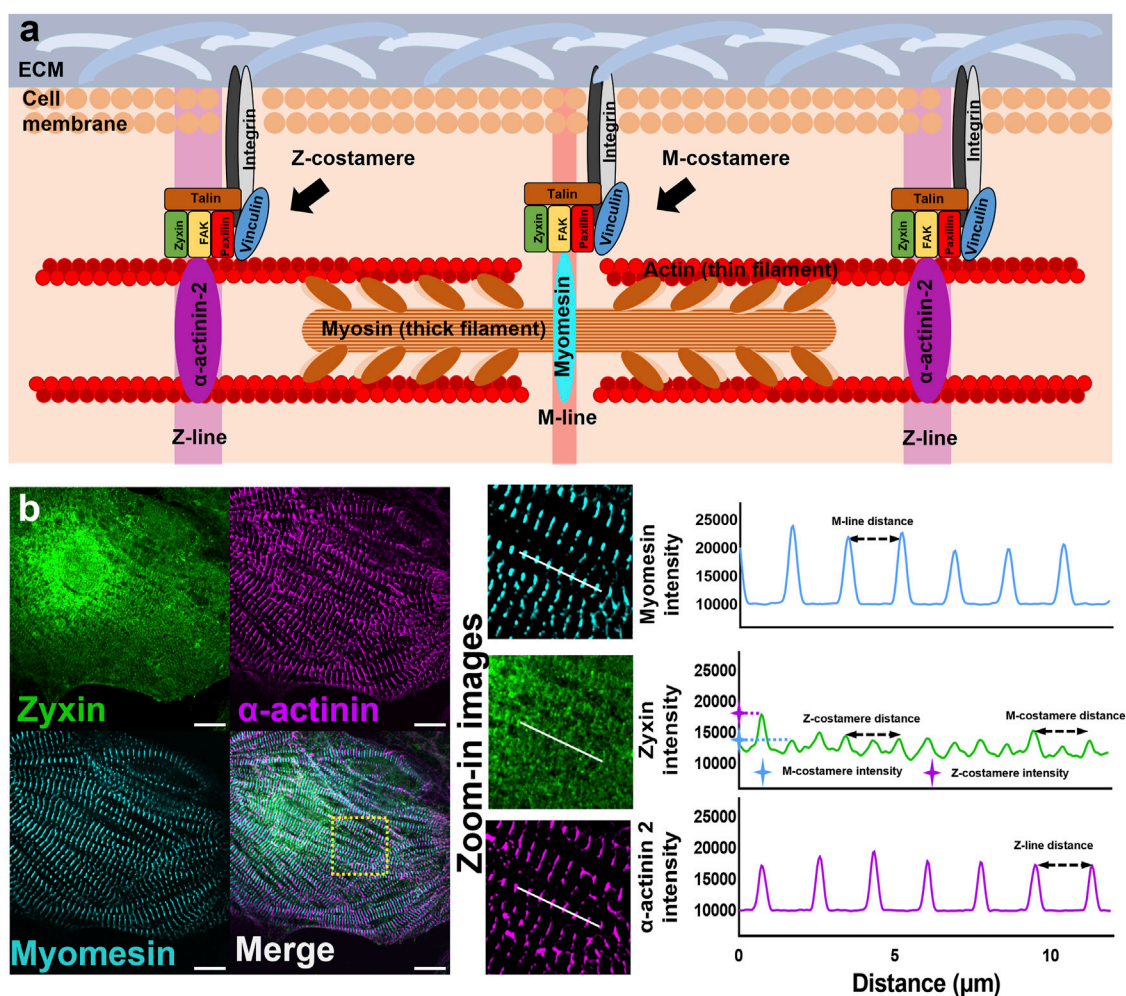 a
ECM
Cell
membrane
Integrin
Z-costamere
Integrin
M-costamere
Integrin
Talin
Zyxin
FAK
Paxillin
Vinculin
Talin
Zyxin
FAK
Paxillin
Vinculin
Talin
Zyxin
FAK
Paxillin
Vinculin
Actin (thin filament)
α-actinin-2
Myosin (thick filament)
Myomesin
α-actinin-2
Z-line
M-line
Z-line
b
Zyxin
α-actinin
Myomesin
Merge
Zoom-in images
Myomesin
intensity
25000
20000
15000
10000
M-line distance
Zyxin
intensity
25000
20000
15000
10000
Z-costamere distance
M-costamere distance
M-costamere intensity
Z-costamere intensity
α-actinin 2
intensity
25000
20000
15000
10000
Z-line distance
0
5
10
Distance (μm)